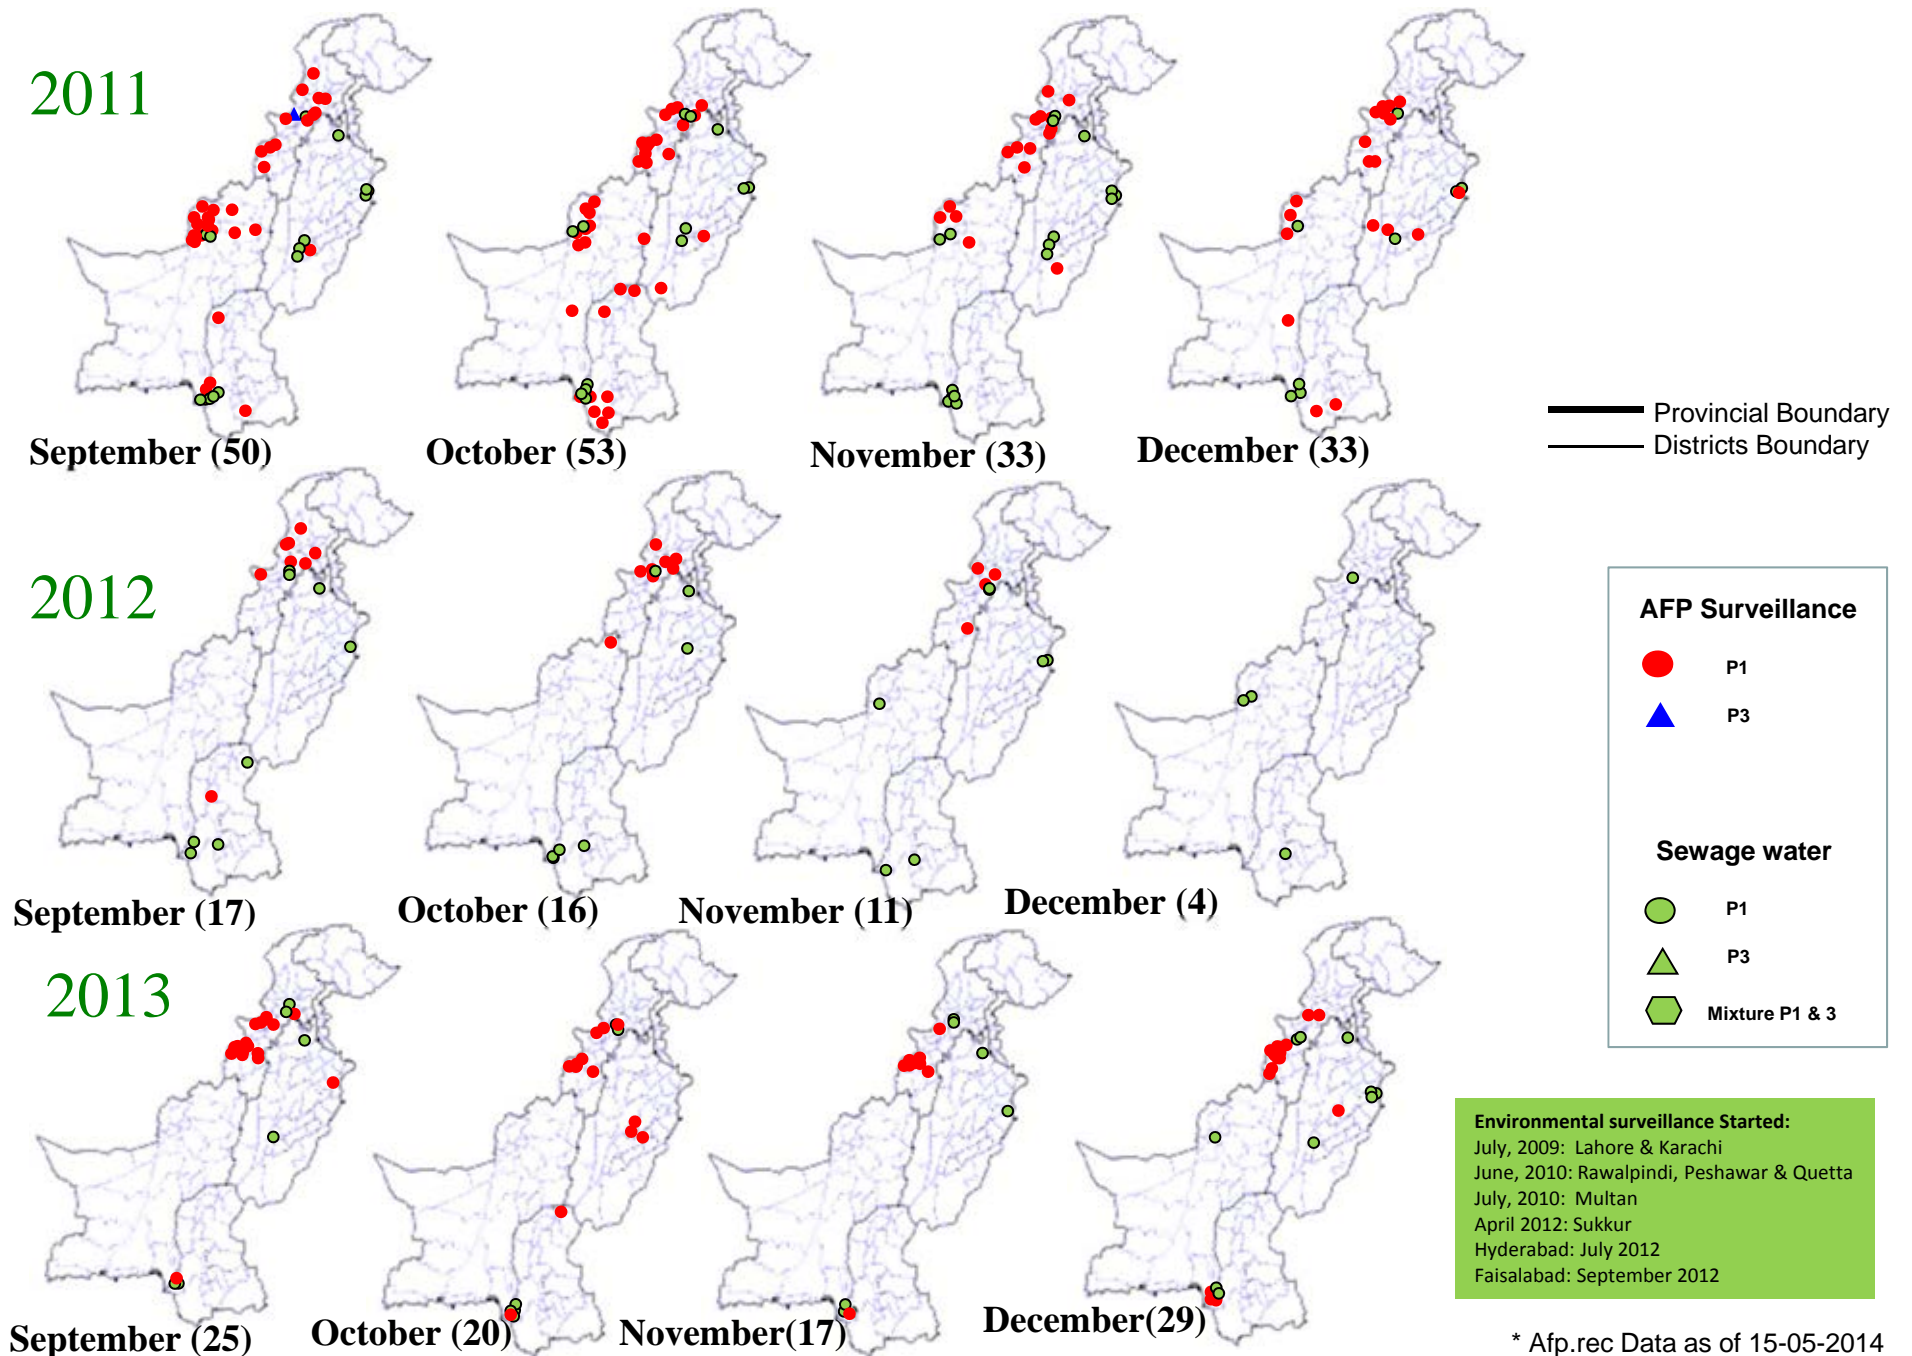 2011
September (50)
October (53)
November (33)
December (33)
Provincial Boundary
Districts Boundary
2012
September (17)
October (16)
November (11)
December (4)
AFP Surveillance
P1
P3
Sewage water
P1
P3
Mixture P1 & 3
2013
September (25)
October (20)
November(17)
December(29)
Environmental surveillance Started:
July, 2009: Lahore & Karachi
June, 2010: Rawalpindi, Peshawar & Quetta
July, 2010: Multan
April 2012: Sukkur
Hyderabad: July 2012
Faisalabad: September 2012
* Afp.rec Data as of 15-05-2014